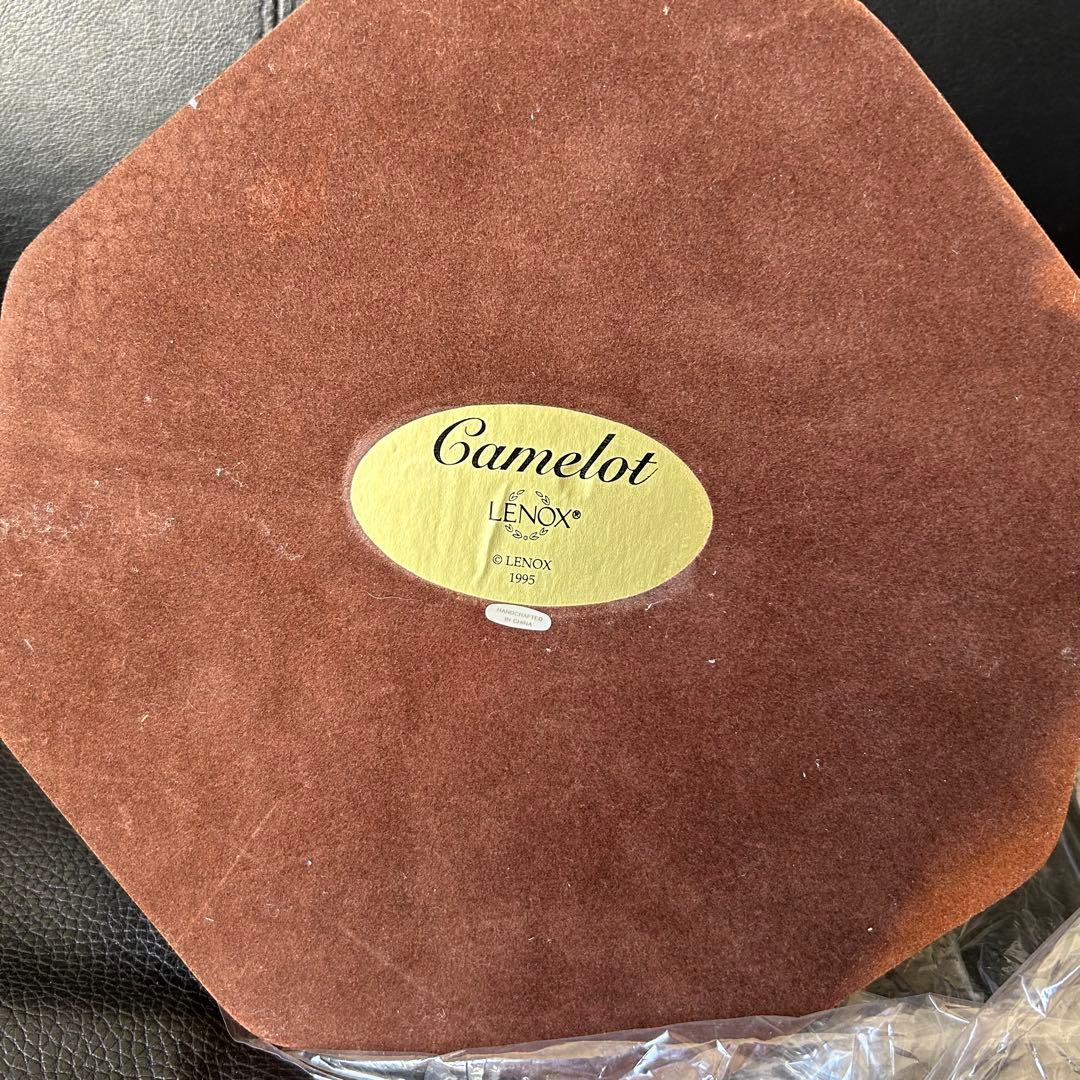 Camelot
LENOX®
© LENOX
1995
HANDCRAFTED
IN CHINA